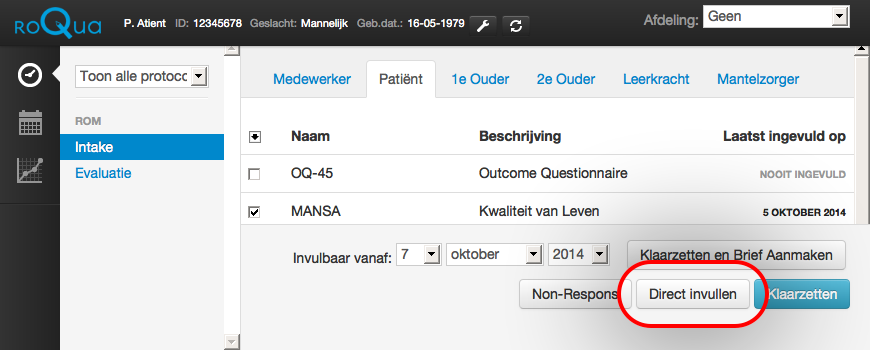 roQua P. Atient ID: 12345678 Geslacht: Mannelijk Geb.dat.: 16-05-1979 Afdeling: Geen
Toon alle protocc
Medewerker Patiënt 1e Ouder 2e Ouder Leerkracht Mantelzorger
ROM
Intake
Evaluatie
Naam Beschrijving Laatst ingevuld op
OQ-45 Outcome Questionnaire NOOIT INGEVULD
MANSA Kwaliteit van Leven 5 OKTOBER 2014
Invulbaar vanaf: 7 oktober 2014 Klaarzetten en Brief Aanmaken
Non-Respons Direct invullen Klaarzetten